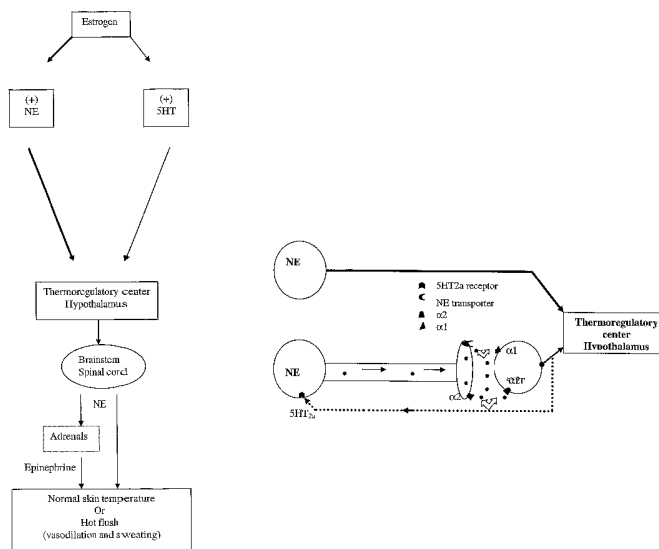 Estrogen
(+)
NE
(+)
5HT
Thermoregulatory center
Hypothalamus
Brainstem
Spinal cord
NE
Adrenals
Epinephrine
Normal skin temperature
Or
Hot flush
(vasodilation and sweating)
NE
5HT2a receptor
NE transporter
α2
α1
Thermoregulatory
center
Hypothalamus
NE
α1
α2
5HT2a